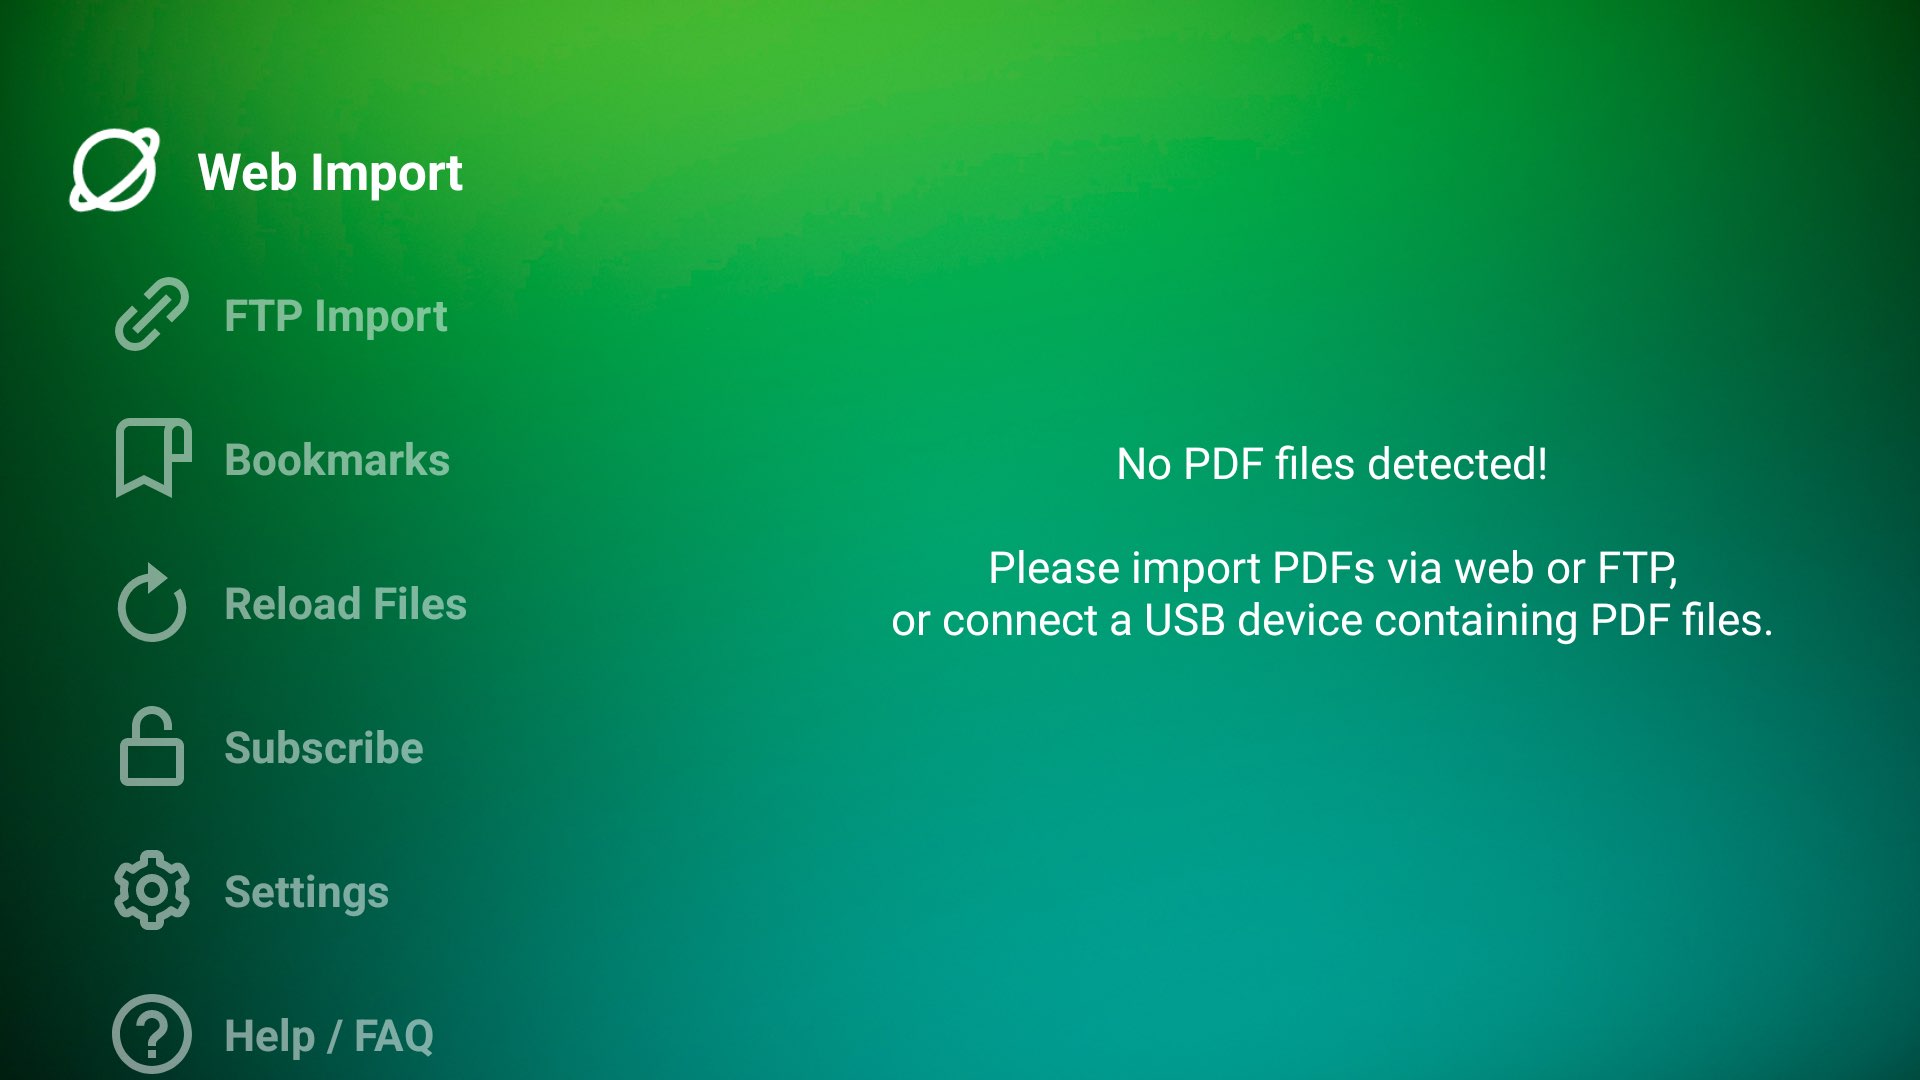 Web Import
FTP Import
Bookmarks
Reload Files
Subscribe
Settings
Help / FAQ
No PDF files detected!
Please import PDFs via web or FTP,
or connect a USB device containing PDF files.